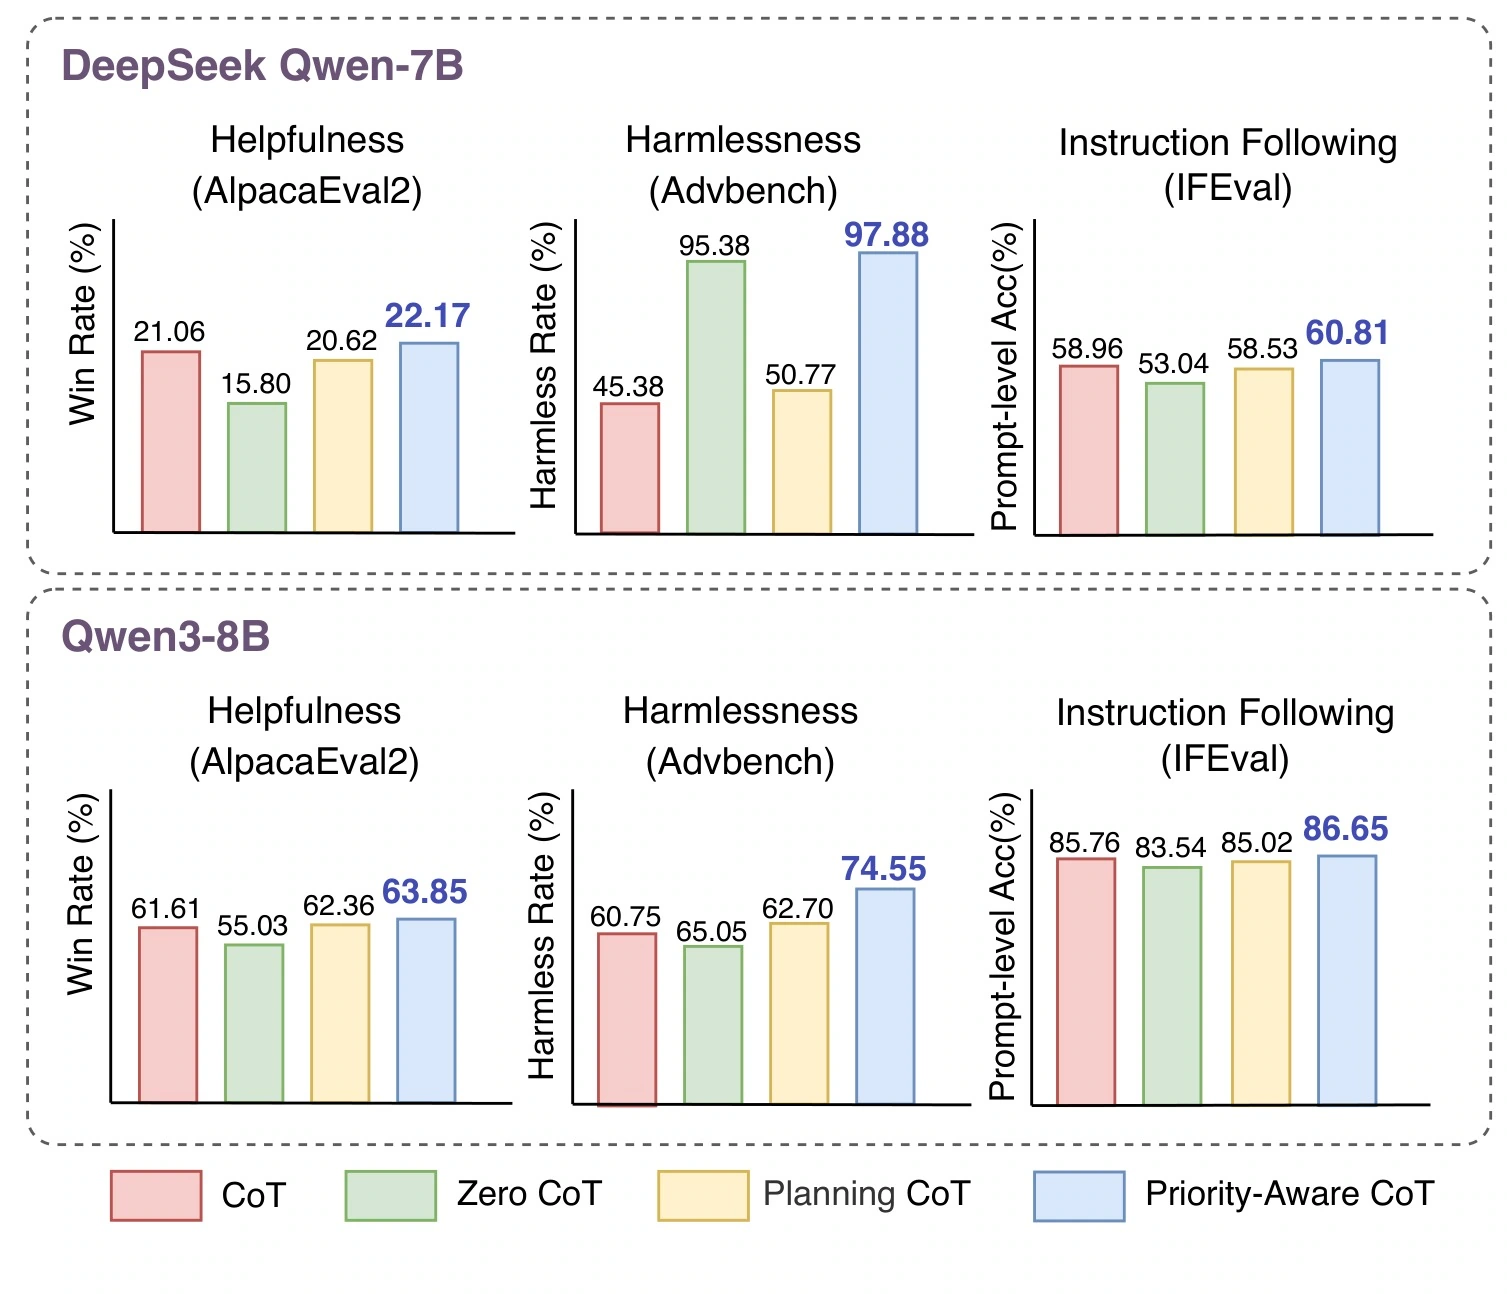 DeepSeek Qwen-7B
Helpfulness
(AlpacaEval2)
Win Rate (%)
21.06
15.80
20.62
22.17
Harmlessness
(Advbench)
Harmless Rate (%)
45.38
95.38
50.77
97.88
Instruction Following
(IFEval)
Prompt-level Acc(%)
58.96
53.04
58.53
60.81
Qwen3-8B
Helpfulness
(AlpacaEval2)
Win Rate (%)
61.61
55.03
62.36
63.85
Harmlessness
(Advbench)
Harmless Rate (%)
60.75
65.05
62.70
74.55
Instruction Following
(IFEval)
Prompt-level Acc(%)
85.76
83.54
85.02
86.65
CoT
Zero CoT
Planning CoT
Priority-Aware CoT